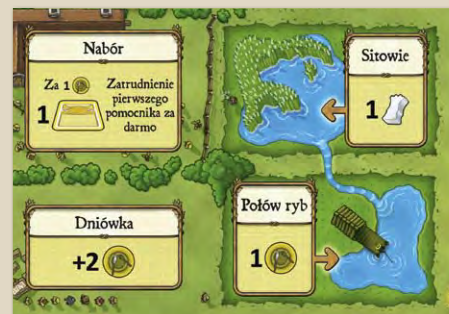 Nabór
Za 1
Zatrudnienie
pierwszego
pomocnika za
darmo
1
Sitowie
1
Dniówka
+2
Połów ryb
1